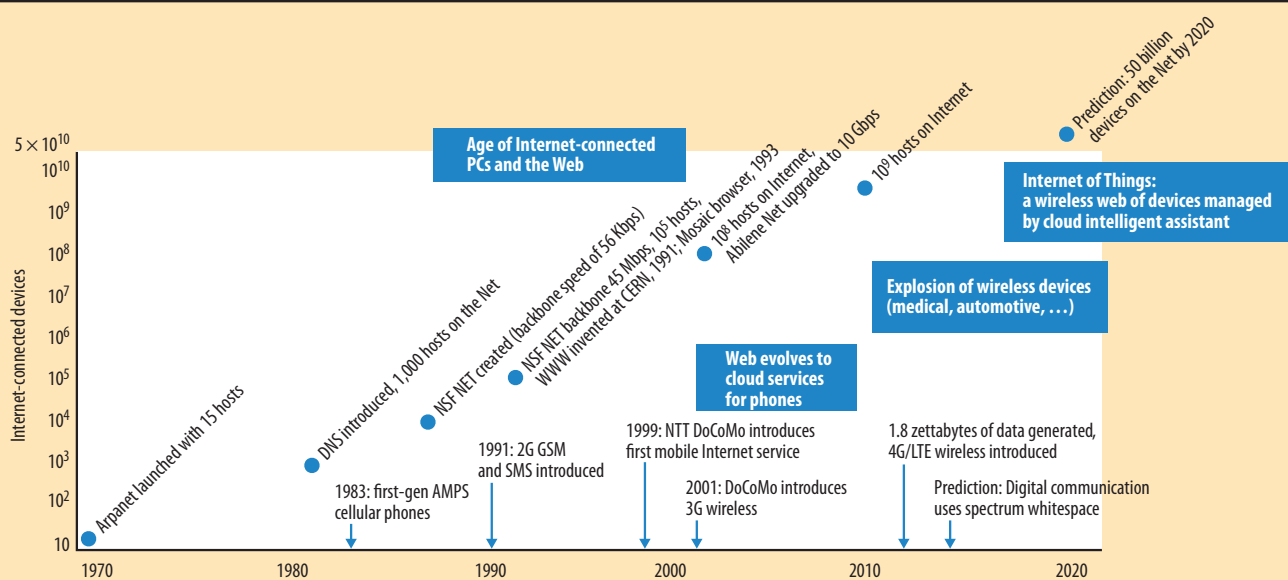 5 × 10¹⁰
10¹⁰
10⁹
10⁸
10⁷
10⁶
10⁵
10⁴
10³
10²
10
Internet-connected devices
Arpanet launched with 15 hosts
DNS introduced, 1,000 hosts on the Net
NSF NET created (backbone speed of 56 Kbps)
NSF NET backbone 45 Mbps, 10⁵ hosts,
WWW invented at CERN, 1991; Mosaic browser, 1993
10⁸ hosts on Internet,
Abilene Net upgraded to 10 Gbps
10⁹ hosts on Internet
Prediction: 50 billion
devices on the Net by 2020
Age of Internet-connected
PCs and the Web
Internet of Things:
a wireless web of devices managed
by cloud intelligent assistant
Explosion of wireless devices
(medical, automotive, …)
Web evolves to
cloud services
for phones
1983: first-gen AMPS
cellular phones
1991: 2G GSM
and SMS introduced
1999: NTT DoCoMo introduces
first mobile Internet service
2001: DoCoMo introduces
3G wireless
1.8 zettabytes of data generated,
4G/LTE wireless introduced
Prediction: Digital communication
uses spectrum whitespace
1970
1980
1990
2000
2010
2020